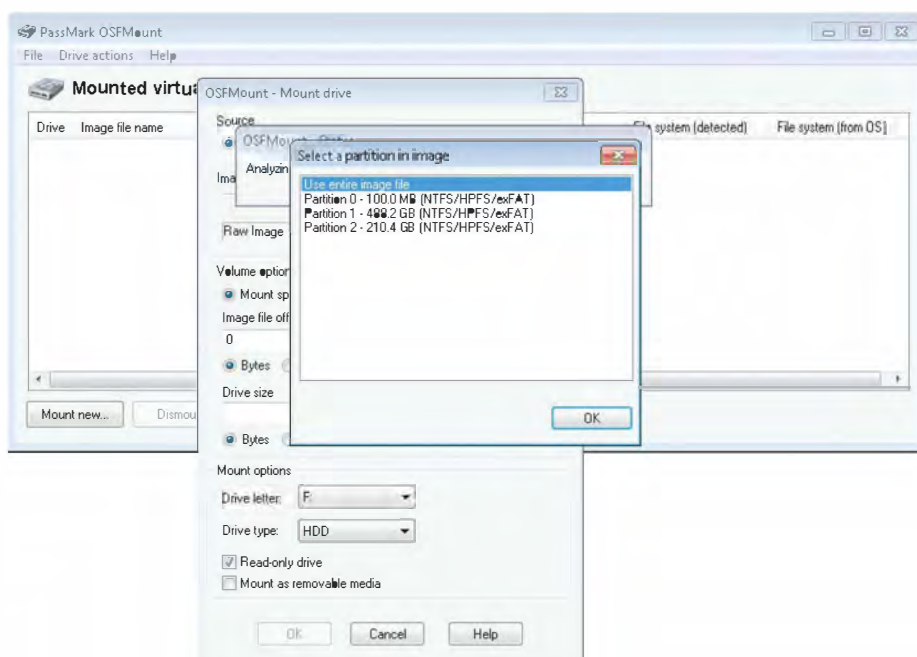 PassMark OSFMount
File Drive actions Help
Mounted virtua
Drive Image file name
File system (detected) File system (from OS)
OSFMount - Mount drive
Source
OSFMou
Analyzin
Ima
Select a partition in image
Use entire image file
Partition 0 - 100.0 MB (NTFS/HPFS/exFAT)
Partition 1 - 488.2 GB (NTFS/HPFS/exFAT)
Partition 2 - 210.4 GB (NTFS/HPFS/exFAT)
OK
Raw Image
Volume option
Mount sp
Image file off
0
Bytes
Drive size
Bytes
Mount new...
Dismou
Mount options
Drive letter: F:
Drive type: HDD
Read-only drive
Mount as removable media
OK Cancel Help